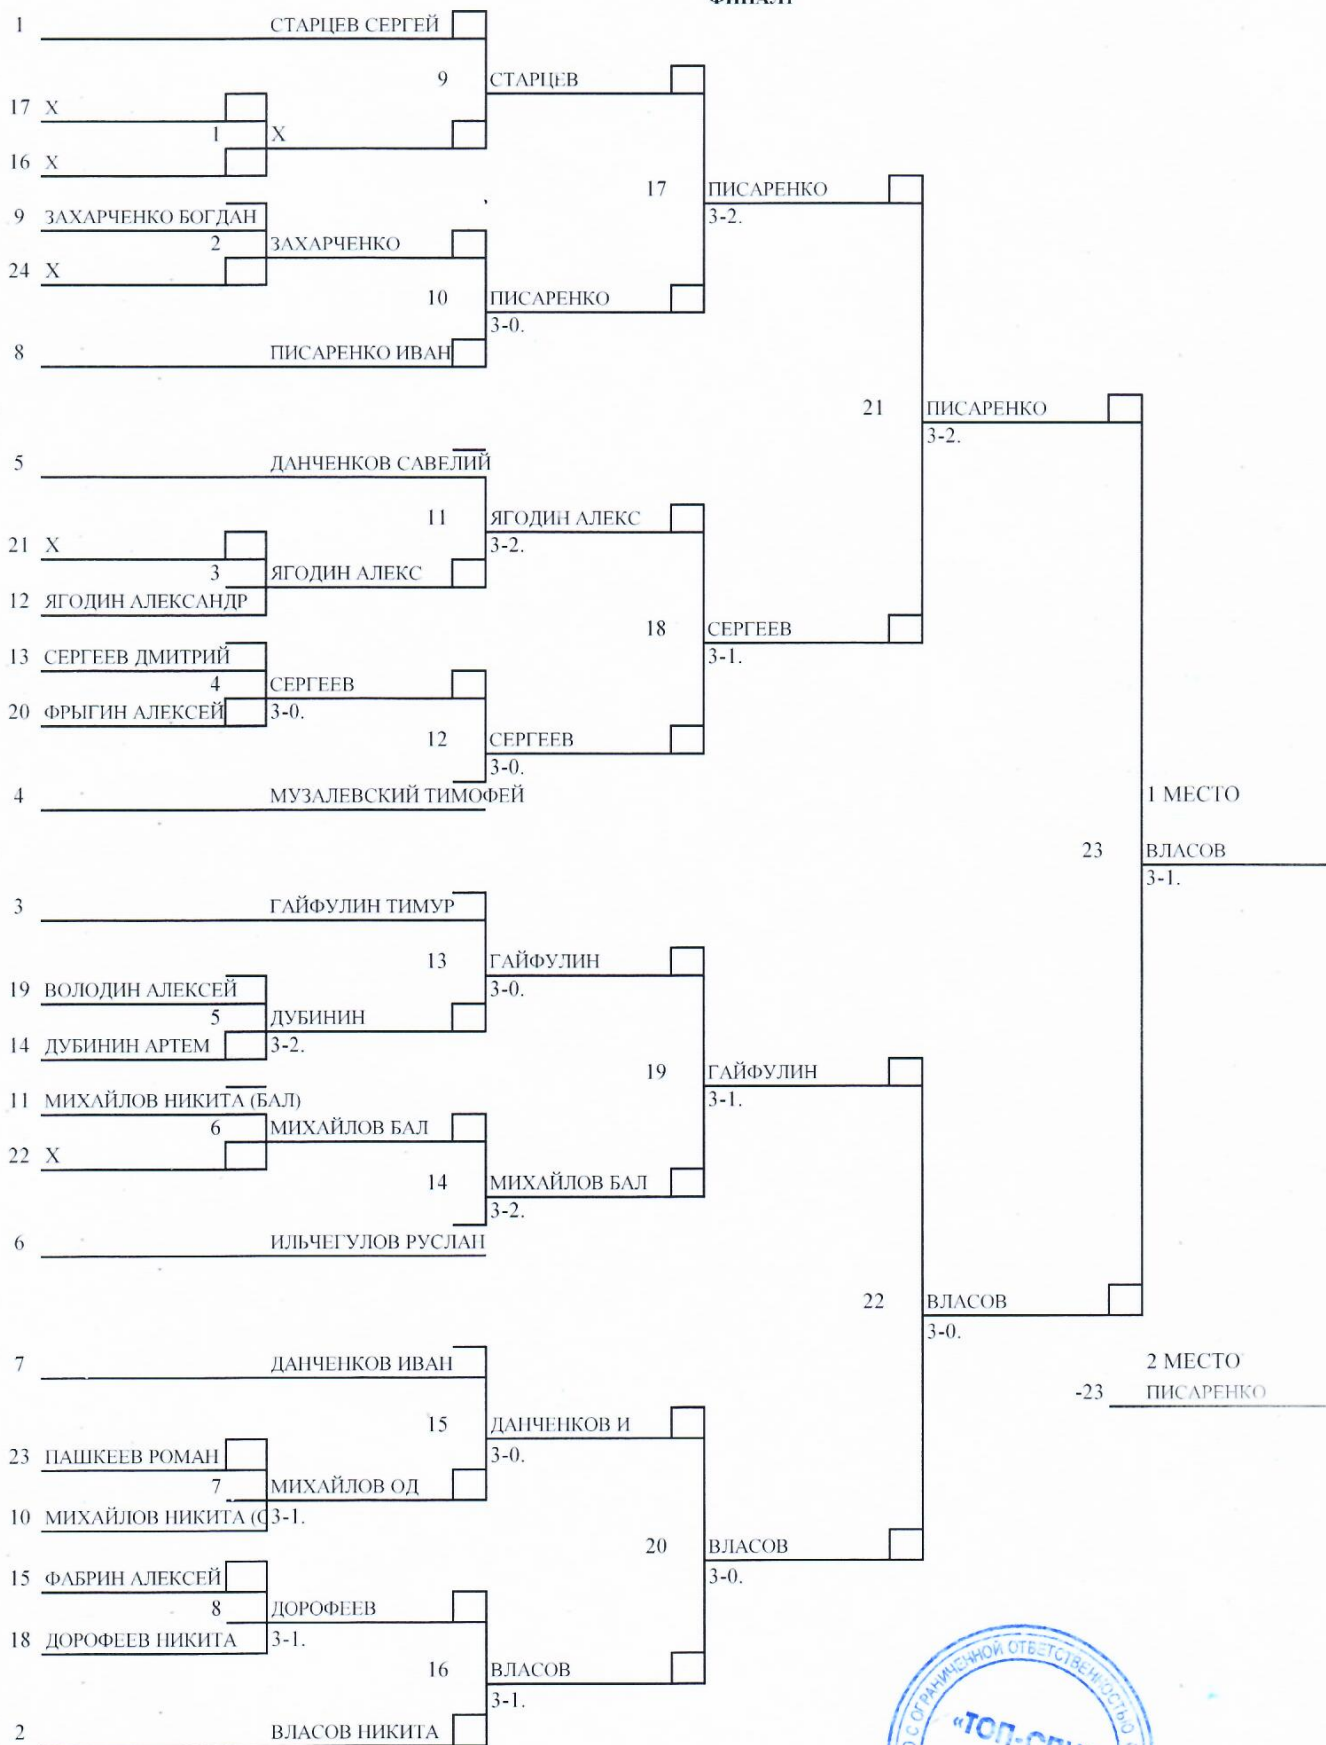 1 СТАРЦЕВ СЕРГЕЙ
9 СТАРЦЕВ
17 X
1 X
16 X
17 ПИСАРЕНКО
3-2.
9 ЗАХАРЧЕНКО БОГДАН
2 ЗАХАРЧЕНКО
24 X
10 ПИСАРЕНКО
3-0.
8 ПИСАРЕНКО ИВАН
21 ПИСАРЕНКО
3-2.
5 ДАНЧЕНКОВ САВЕЛИЙ
11 ЯГОДИН АЛЕКС
3-2.
21 X
3 ЯГОДИН АЛЕКС
12 ЯГОДИН АЛЕКСАНДР
18 СЕРГЕЕВ
3-1.
13 СЕРГЕЕВ ДМИТРИЙ
4 СЕРГЕЕВ
20 ФРЫГИН АЛЕКСЕЙ 3-0.
12 СЕРГЕЕВ
3-0.
4 МУЗАЛЕВСКИЙ ТИМОФЕЙ
1 МЕСТО
23 ВЛАСОВ
3-1.
3 ГАЙФУЛИН ТИМУР
13 ГАЙФУЛИН
3-0.
19 ВОЛОДИН АЛЕКСЕЙ
5 ДУБИНИН
14 ДУБИНИН АРТЕМ 3-2.
19 ГАЙФУЛИН
3-1.
11 МИХАЙЛОВ НИКИТА (БАЛ)
6 МИХАЙЛОВ БАЛ
22 X
14 МИХАЙЛОВ БАЛ
3-2.
6 ИЛЬЧЕГУЛОВ РУСЛАН
22 ВЛАСОВ
3-0.
7 ДАНЧЕНКОВ ИВАН
2 МЕСТО
-23 ПИСАРЕНКО
15 ДАНЧЕНКОВ И
3-0.
23 ПАШКЕЕВ РОМАН
7 МИХАЙЛОВ ОД
10 МИХАЙЛОВ НИКИТА (О 3-1.
20 ВЛАСОВ
3-0.
15 ФАБРИН АЛЕКСЕЙ
8 ДОРОФЕЕВ
18 ДОРОФЕЕВ НИКИТА 3-1.
16 ВЛАСОВ
3-1.
2 ВЛАСОВ НИКИТА
С ОГРАНИЧЕННОЙ ОТВЕТСТВЕННОСТЬЮ